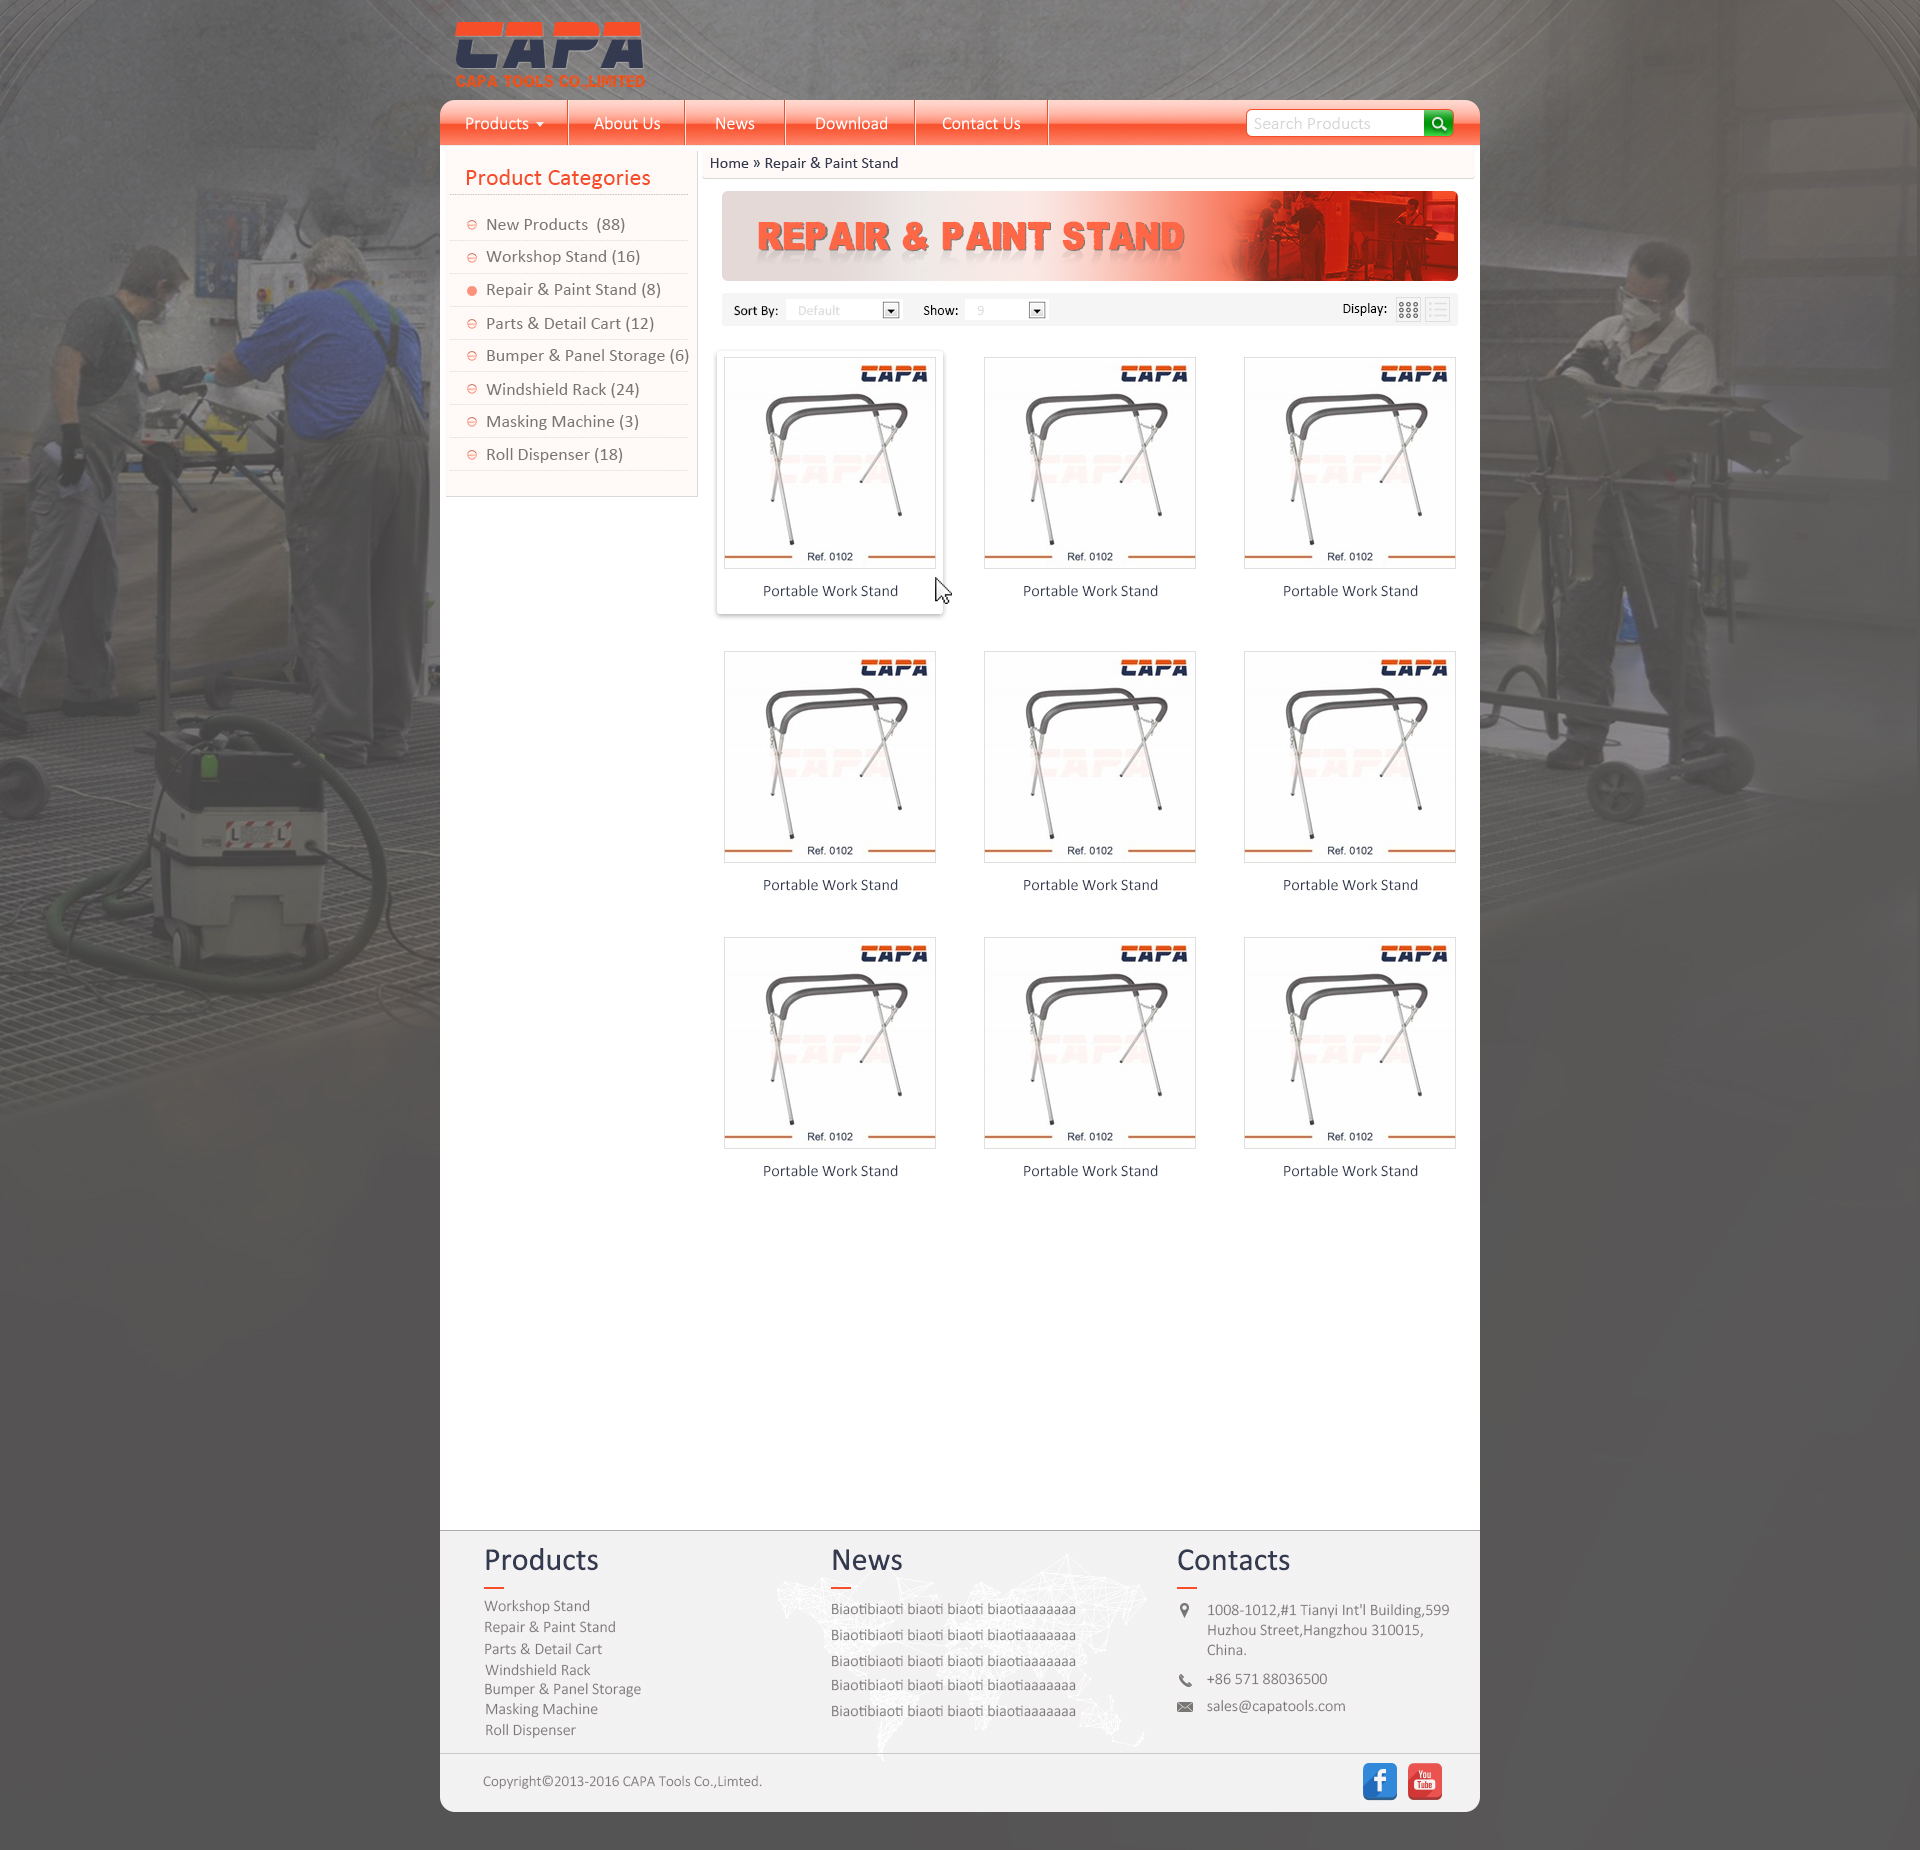 CAPA
CAPA TOOLS CO.,LIMITED
Products
About Us
News
Download
Contact Us
Search Products
Product Categories
New Products (88)
Workshop Stand (16)
Repair & Paint Stand (8)
Parts & Detail Cart (12)
Bumper & Panel Storage (6)
Windshield Rack (24)
Masking Machine (3)
Roll Dispenser (18)
Home » Repair & Paint Stand
REPAIR & PAINT STAND
Sort By: Default Show: 9 Display:
CAPA CAPA CAPA
CAPA CAPA CAPA
Ref. 0102 Ref. 0102 Ref. 0102
Portable Work Stand Portable Work Stand Portable Work Stand
CAPA CAPA CAPA
CAPA CAPA CAPA
Ref. 0102 Ref. 0102 Ref. 0102
Portable Work Stand Portable Work Stand Portable Work Stand
CAPA CAPA CAPA
CAPA CAPA CAPA
Ref. 0102 Ref. 0102 Ref. 0102
Portable Work Stand Portable Work Stand Portable Work Stand
Products
Workshop Stand
Repair & Paint Stand
Parts & Detail Cart
Windshield Rack
Bumper & Panel Storage
Masking Machine
Roll Dispenser
News
Biaotibiaoti biaoti biaoti biaotiaaaaaaa
Biaotibiaoti biaoti biaoti biaotiaaaaaaa
Biaotibiaoti biaoti biaoti biaotiaaaaaaa
Biaotibiaoti biaoti biaoti biaotiaaaaaaa
Biaotibiaoti biaoti biaoti biaotiaaaaaaa
Contacts
1008-1012,#1 Tianyi Int'l Building,599
Huzhou Street,Hangzhou 310015,
China.
+86 571 88036500
sales@capatools.com
Copyright©2013-2016 CAPA Tools Co.,Limted.
f
You
Tube